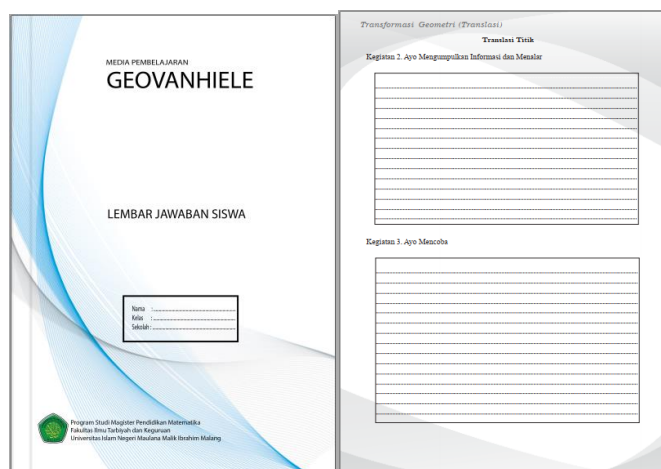 MEDIA PEMBELAJARAN
GEOVANHIELE
LEMBAR JAWABAN SISWA
Nama :
Kelas :
Sekolah :
Program Studi Magister Pendidikan Matematika
Fakultas Ilmu Tarbiyah dan Keguruan
Universitas Islam Negeri Maulana Malik Ibrahim Malang
Transformasi Geometri (Translasi)
Translasi Titik
Kegiatan 2. Ayo Mengumpulkan Informasi dan Menalar
Kegiatan 3. Ayo Mencoba